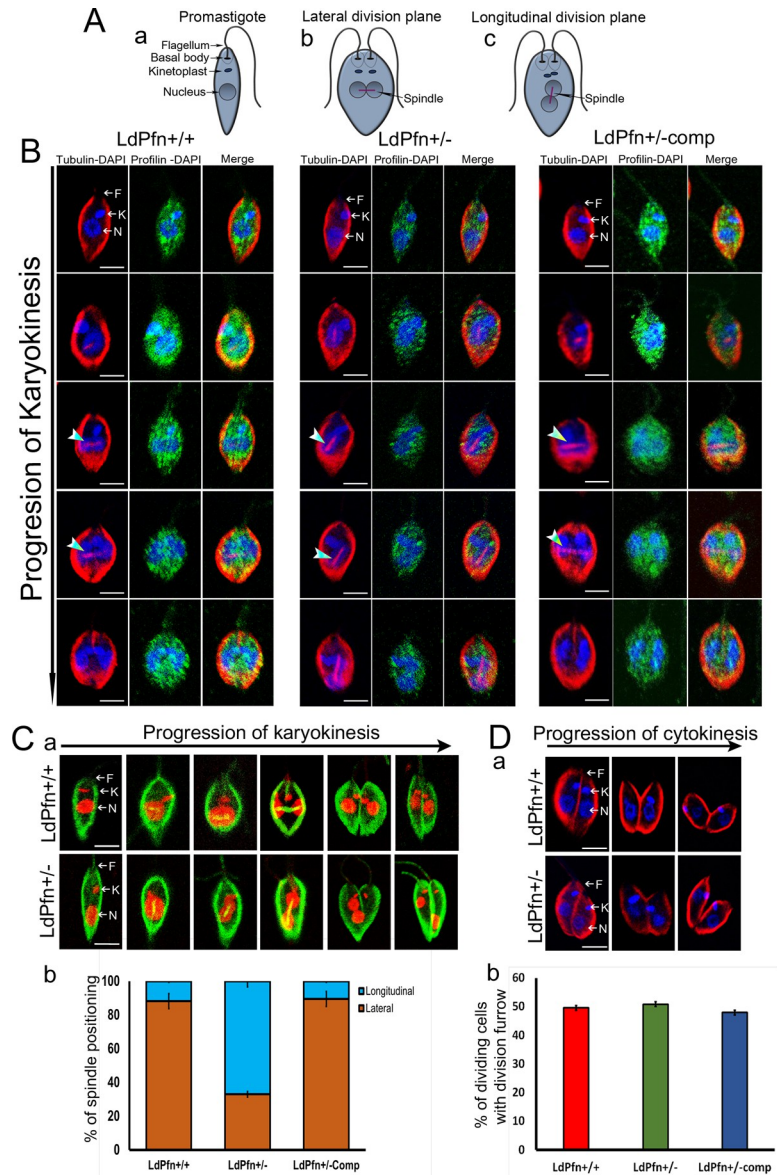 A
Promastigote
Lateral division plane
Longitudinal division plane
a
b
c
Flagellum
Basal body
Kinetoplast
Nucleus
Spindle
Spindle
B
LdPfn+/+
LdPfn+/-
LdPfn+/-comp
Tubulin-DAPI Profilin -DAPI Merge
Tubulin-DAPI Profilin-DAPI Merge
Tubulin-DAPI Profilin-DAPI Merge
F
K
N
F
K
N
F
K
N
Progresion of Karyokinesis
C
a
Progression of karyokinesis
LdPfn+/+
F
K
N
LdPfn+/-
F
K
N
b
% of spindle positioning
100
80
60
40
20
0
Longitudinal
Lateral
LdPfn+/+ LdPfn+/- LdPfn+/-Comp
D
a
Progression of cytokinesis
LdPfn+/+
F
K
N
LdPfn+/-
F
K
N
b
% of dividing cells
with division furrow
60
50
40
30
20
10
0
LdPfn+/+ LdPfn+/- LdPfn+/-comp